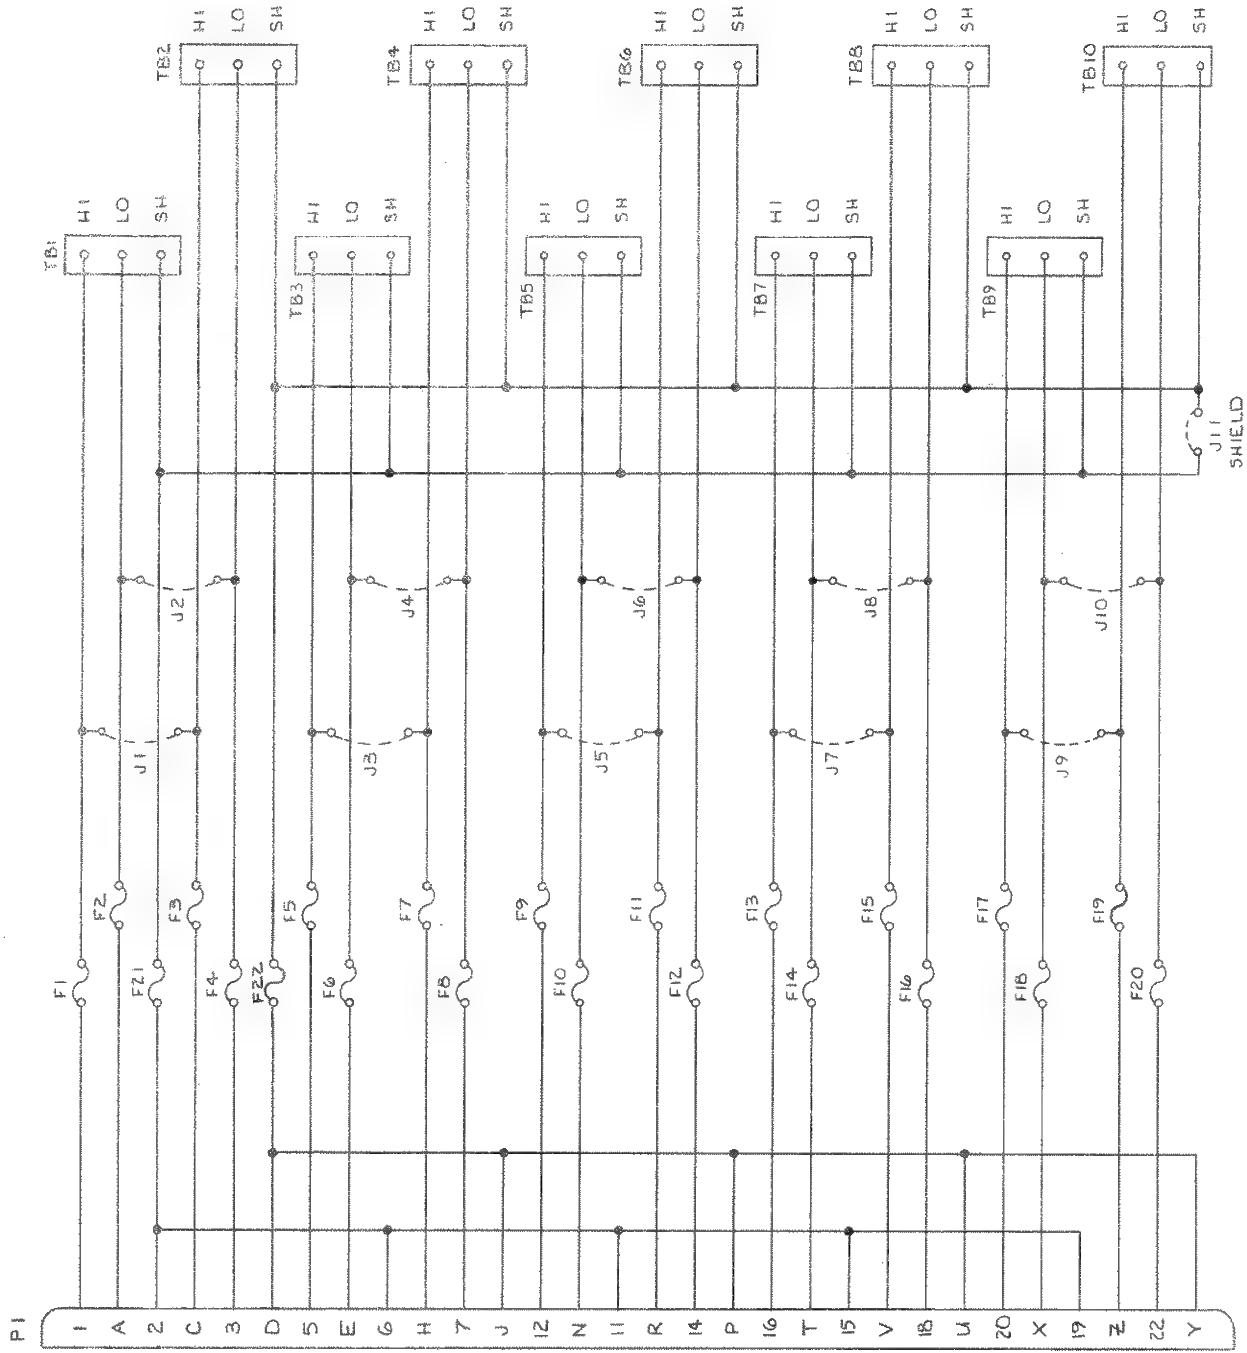 HI LO SH
HI LO SH
HI LO SH
HI LO SH
HI LO SH
TB2
TB4
TB6
TB8
TB10
HI LO SH
HI LO SH
HI LO SH
HI LO SH
HI LO SH
TB1
TB3
TB5
TB7
TB9
J11
SHIELD
J2
J4
J6
J8
J10
J1
J3
J5
J7
J9
F2
F3
F5
F7
F9
F11
F13
F15
F17
F19
F1
F21
F4
F22
F6
F8
F10
F12
F14
F16
F18
F20
P1
1 A 2 C 3 D 5 E 6 H 7 J 12 N 11 R 14 P 16 T 15 V 18 U 20 X 19 Z 22 Y